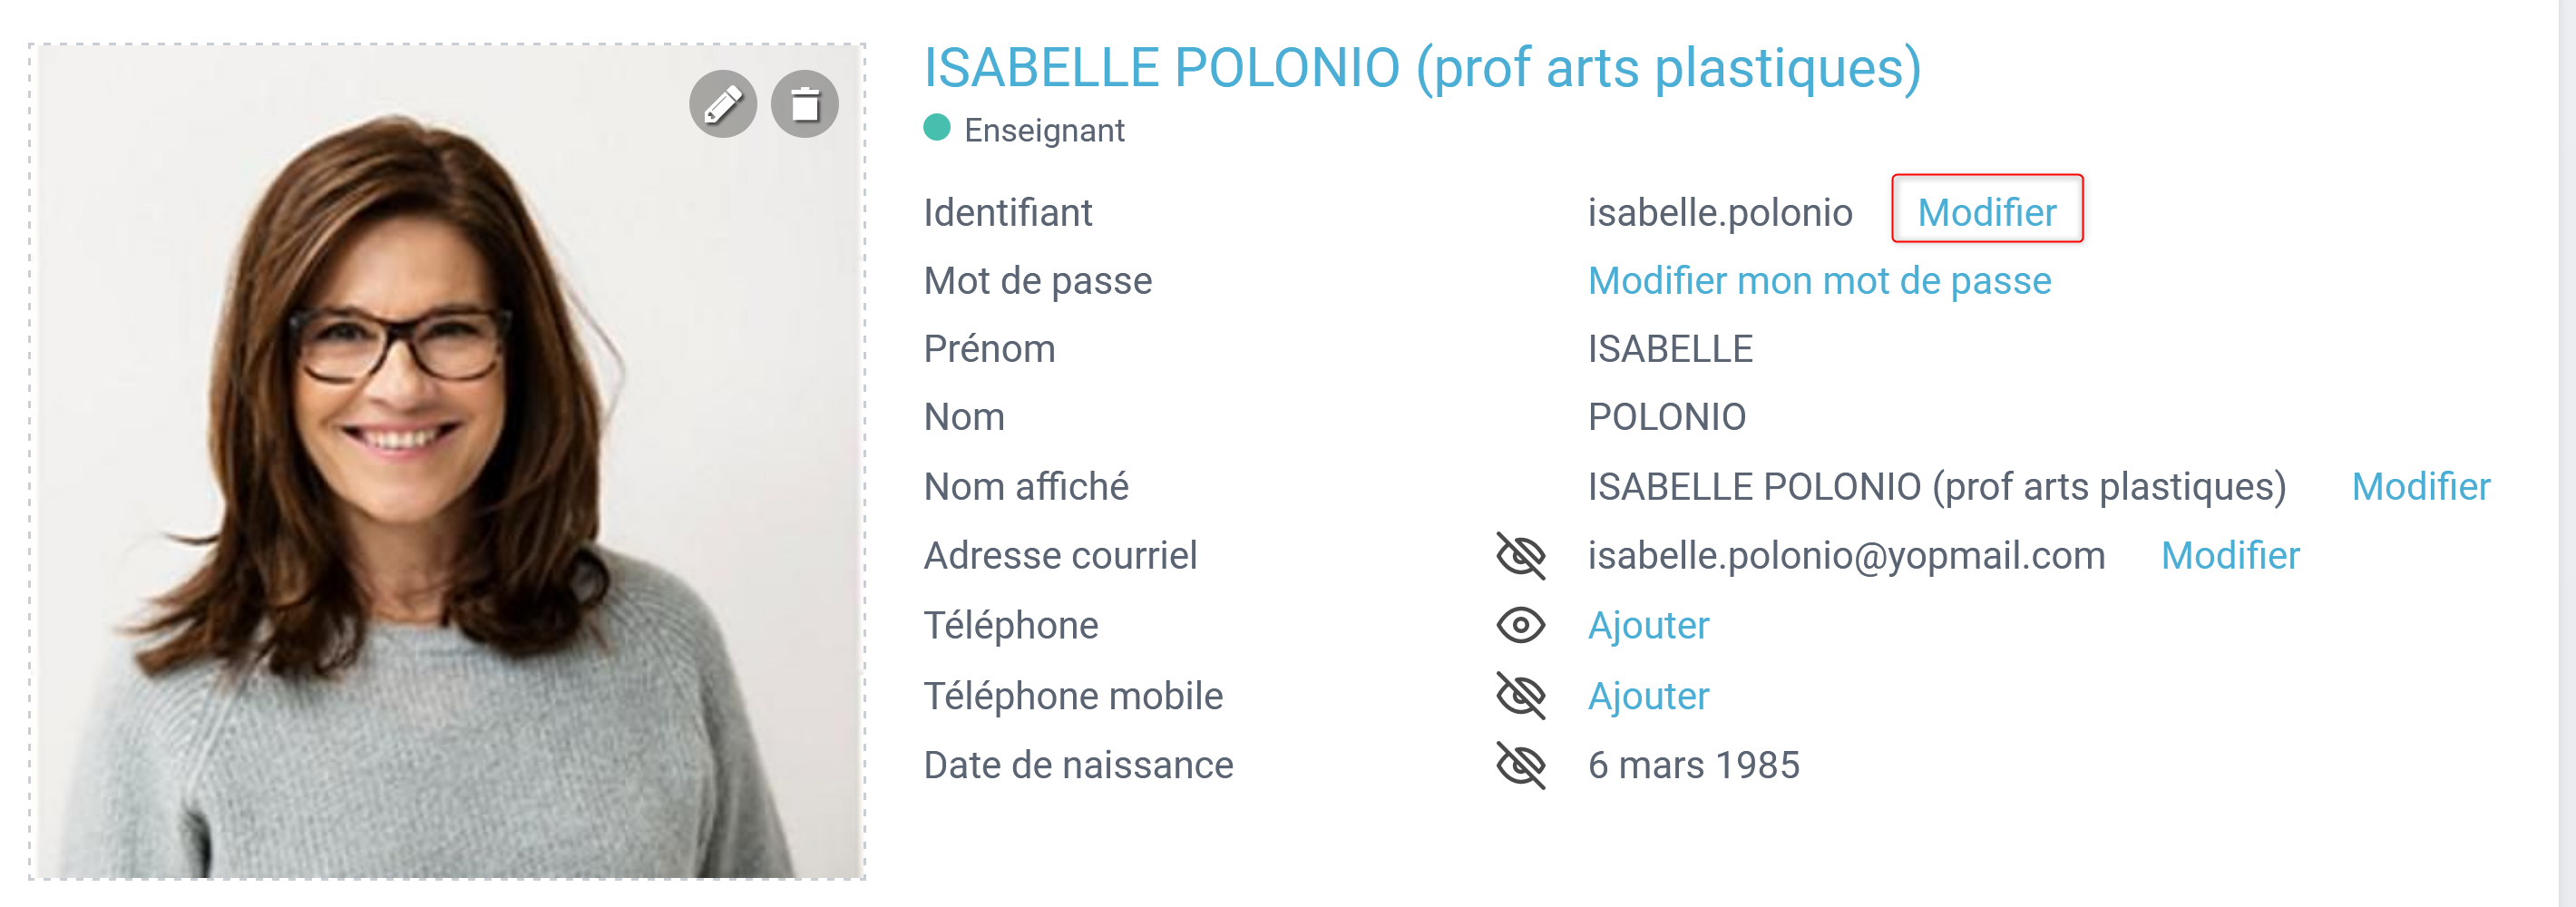 ISABELLE POLONIO (prof arts plastiques)
Enseignant
Identifiant isabelle.polonio Modifier
Mot de passe Modifier mon mot de passe
Prénom ISABELLE
Nom POLONIO
Nom affiché ISABELLE POLONIO (prof arts plastiques) Modifier
Adresse courriel isabelle.polonio@yopmail.com Modifier
Téléphone Ajouter
Téléphone mobile Ajouter
Date de naissance 6 mars 1985